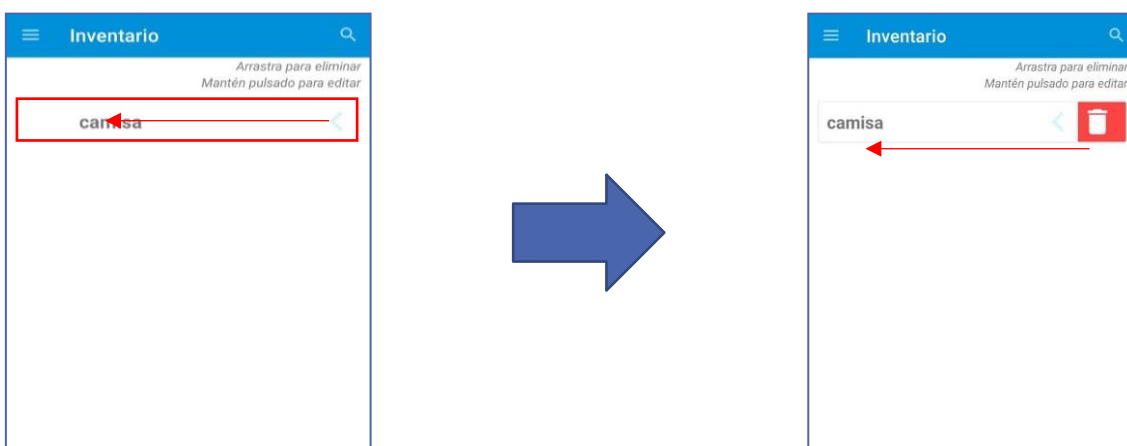 Inventario
Arrastra para eliminar
Mantén pulsado para editar
camisa
Inventario
Arrastra para eliminar
Mantén pulsado para editar
camisa